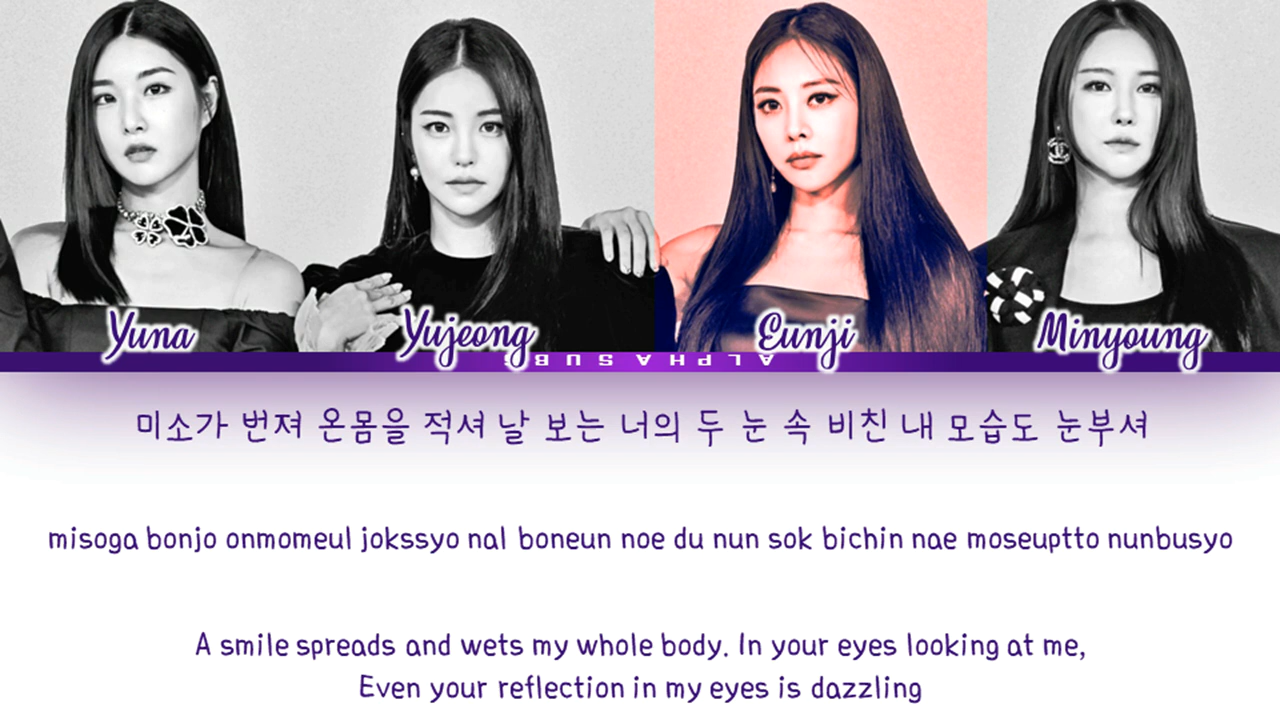 Yuna
Yujeong
Eunji
Minyoung
ALPHA SUBS
미소가 번져 온몸을 적셔 날 보는 너의 두 눈 속 비친 내 모습도 눈부셔
misoga bonjo onmomeul jokssyo nal boneun noe du nun sok bichin nae moseuptto nunbusyo
A smile spreads and wets my whole body. In your eyes looking at me,
Even your reflection in my eyes is dazzling